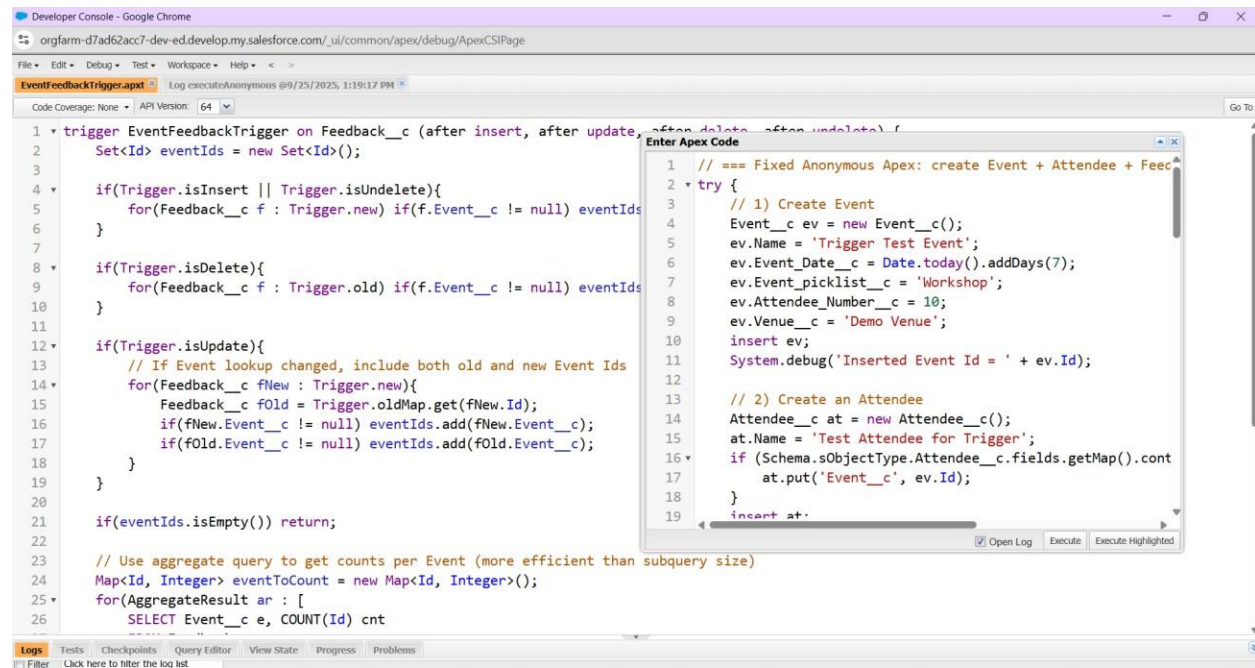 Developer Console - Google Chrome
orgfarm-d7ad62acc7-dev-ed.develop.my.salesforce.com/_ui/common/apex/debug/ApexCSIPage
File Edit Debug Test Workspace Help < >
EventFeedbackTrigger.apxt Log executeAnonymous @9/25/2025, 1:19:17 PM
Code Coverage: None API Version: 64 Go To
1 trigger EventFeedbackTrigger on Feedback__c (after insert, after update, after delete, after undelete) {
2 Set<Id> eventIds = new Set<Id>();
3
4 if(Trigger.isInsert || Trigger.isUndelete){
5 for(Feedback__c f : Trigger.new) if(f.Event__c != null) eventIds
6 }
7
8 if(Trigger.isDelete){
9 for(Feedback__c f : Trigger.old) if(f.Event__c != null) eventIds
10 }
11
12 if(Trigger.isUpdate){
13 // If Event lookup changed, include both old and new Event Ids
14 for(Feedback__c fNew : Trigger.new){
15 Feedback__c fOld = Trigger.oldMap.get(fNew.Id);
16 if(fNew.Event__c != null) eventIds.add(fNew.Event__c);
17 if(fOld.Event__c != null) eventIds.add(fOld.Event__c);
18 }
19 }
20
21 if(eventIds.isEmpty()) return;
22
23 // Use aggregate query to get counts per Event (more efficient than subquery size)
24 Map<Id, Integer> eventToCount = new Map<Id, Integer>();
25 for(AggregateResult ar : [
26 SELECT Event__c e, COUNT(Id) cnt
Enter Apex Code
1 // === Fixed Anonymous Apex: create Event + Attendee + Feed
2 try {
3 // 1) Create Event
4 Event__c ev = new Event__c();
5 ev.Name = 'Trigger Test Event';
6 ev.Event_Date__c = Date.today().addDays(7);
7 ev.Event_picklist__c = 'Workshop';
8 ev.Attendee_Number__c = 10;
9 ev.Venue__c = 'Demo Venue';
10 insert ev;
11 System.debug('Inserted Event Id = ' + ev.Id);
12
13 // 2) Create an Attendee
14 Attendee__c at = new Attendee__c();
15 at.Name = 'Test Attendee for Trigger';
16 if (Schema.sObjectType.Attendee__c.fields.getMap().cont
17 at.put('Event__c', ev.Id);
18 }
19 insert at;
Open Log Execute Execute Highlighted
Logs Tests Checkpoints Query Editor View State Progress Problems
Filter Click here to filter the log list